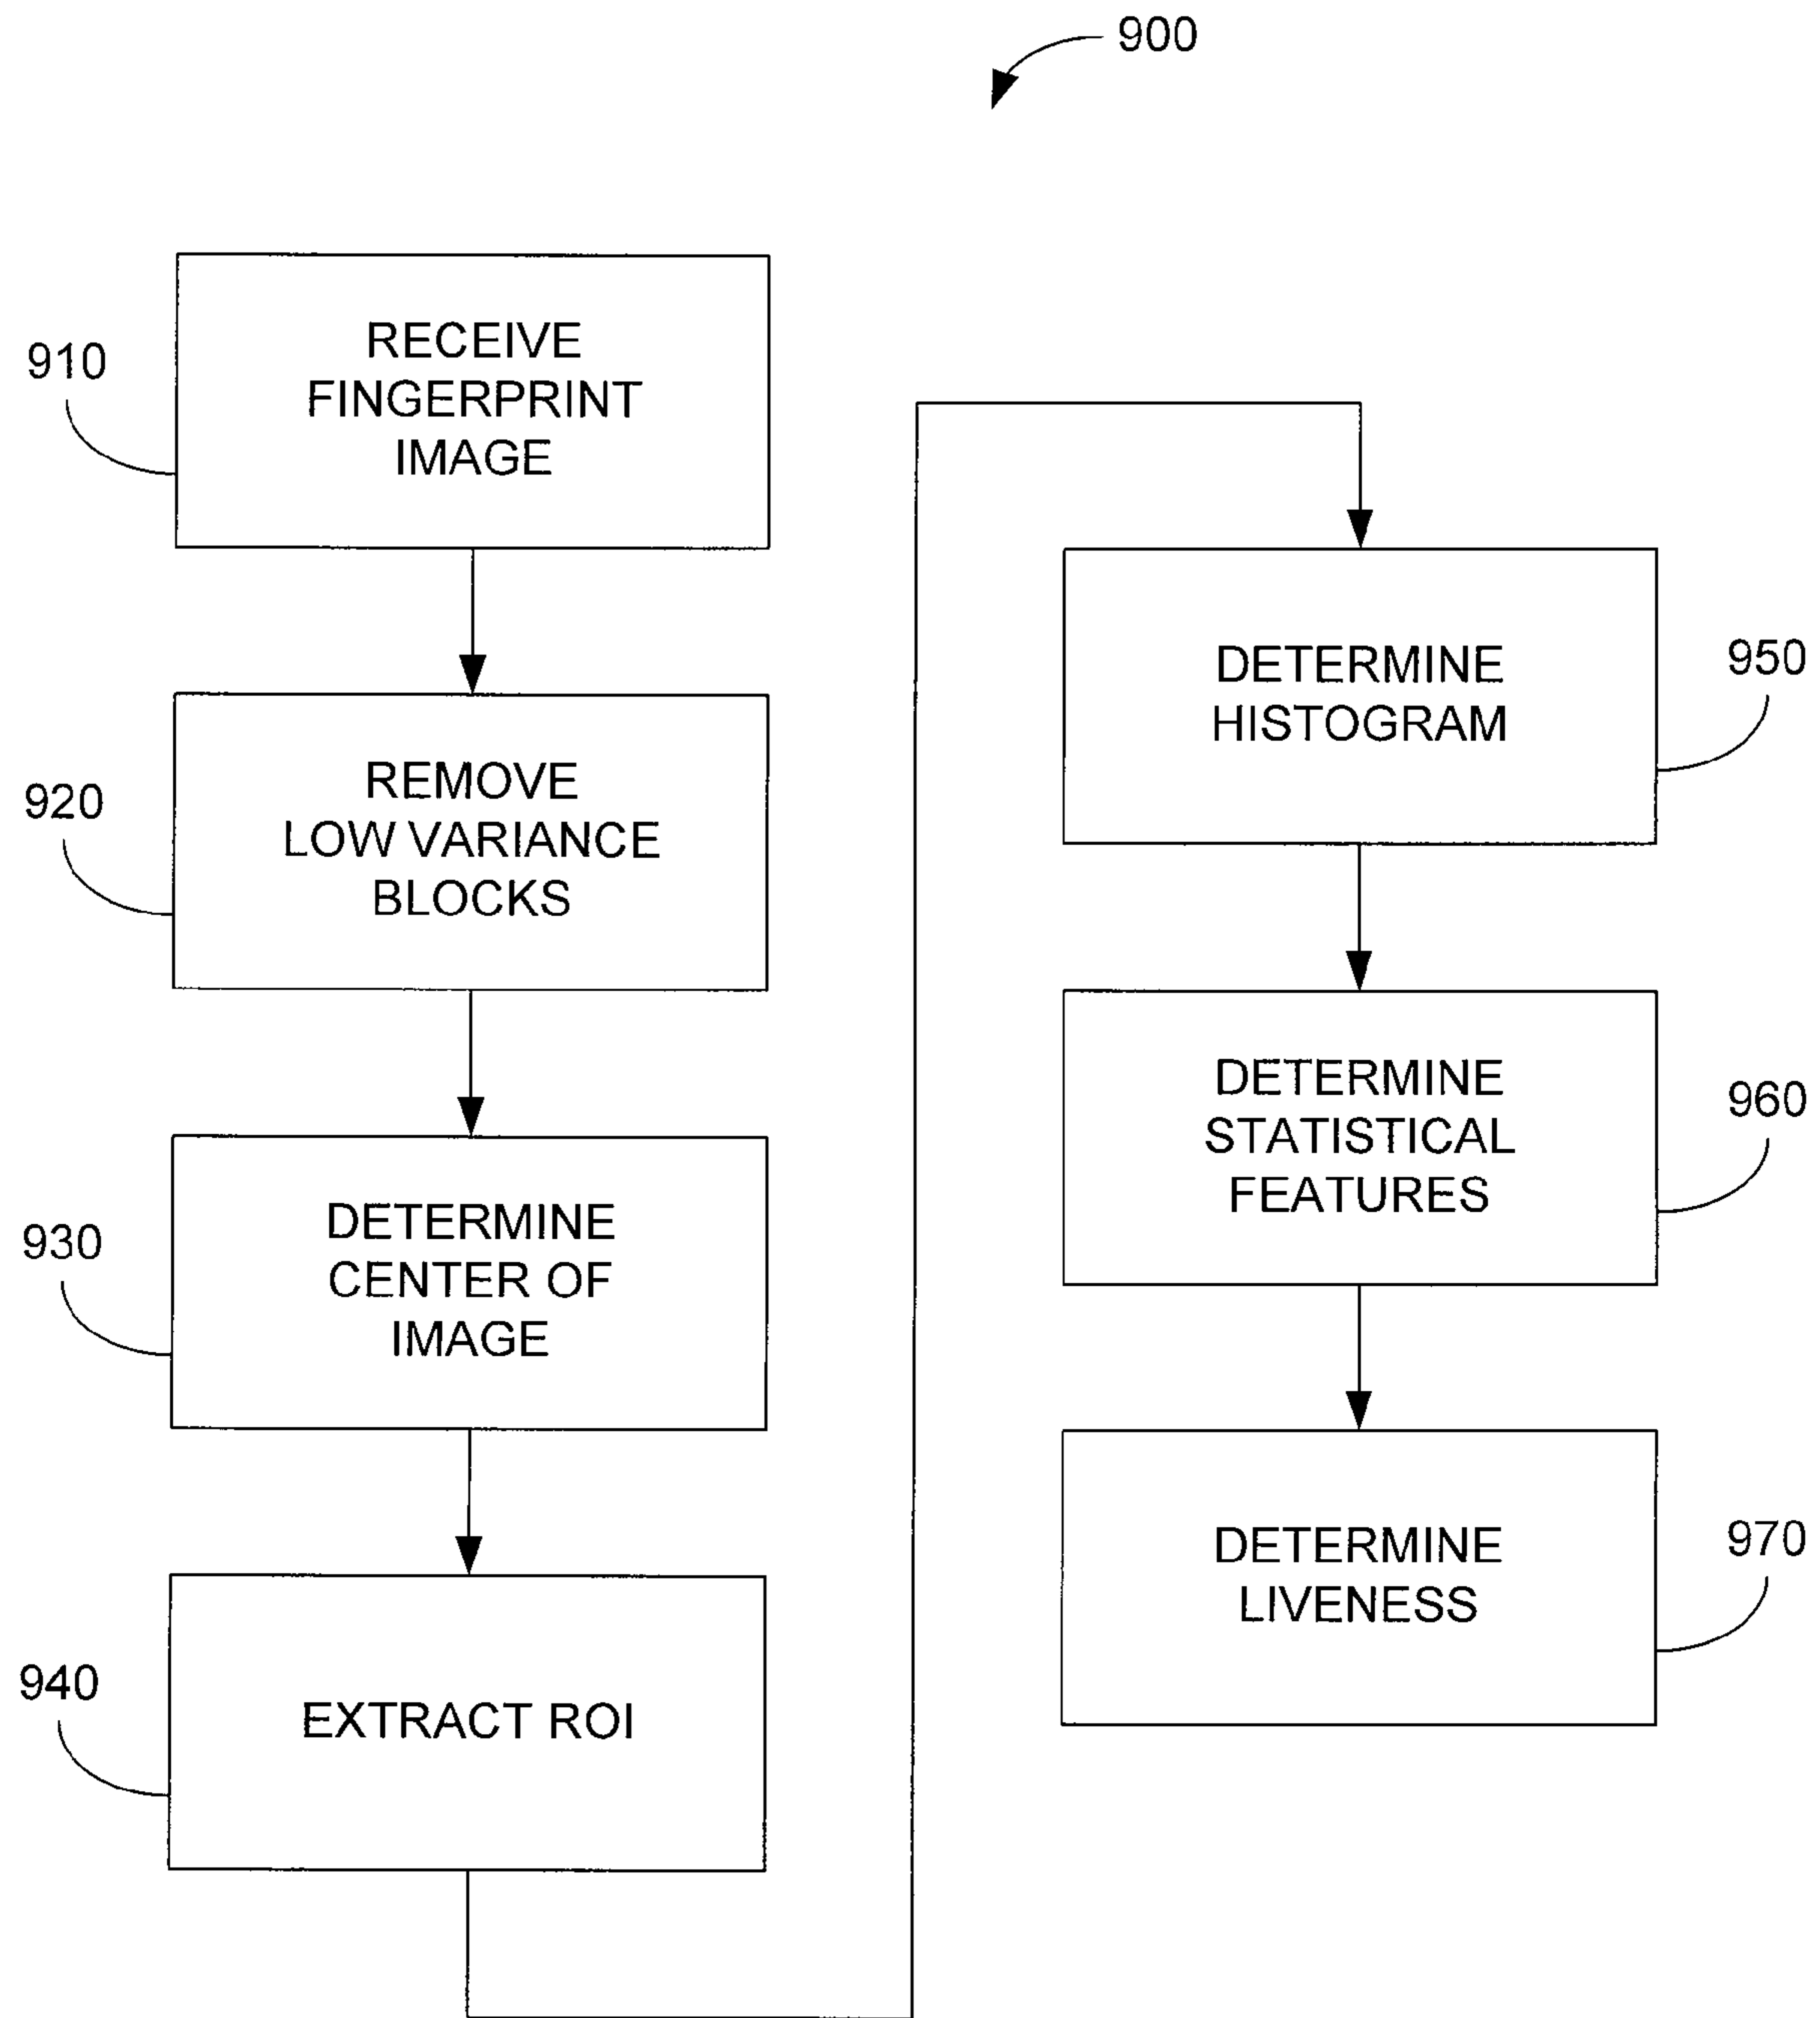 900
910
RECEIVE
FINGERPRINT
IMAGE
920
REMOVE
LOW VARIANCE
BLOCKS
930
DETERMINE
CENTER OF
IMAGE
940
EXTRACT ROI
DETERMINE
HISTOGRAM
950
DETERMINE
STATISTICAL
FEATURES
960
DETERMINE
LIVENESS
970